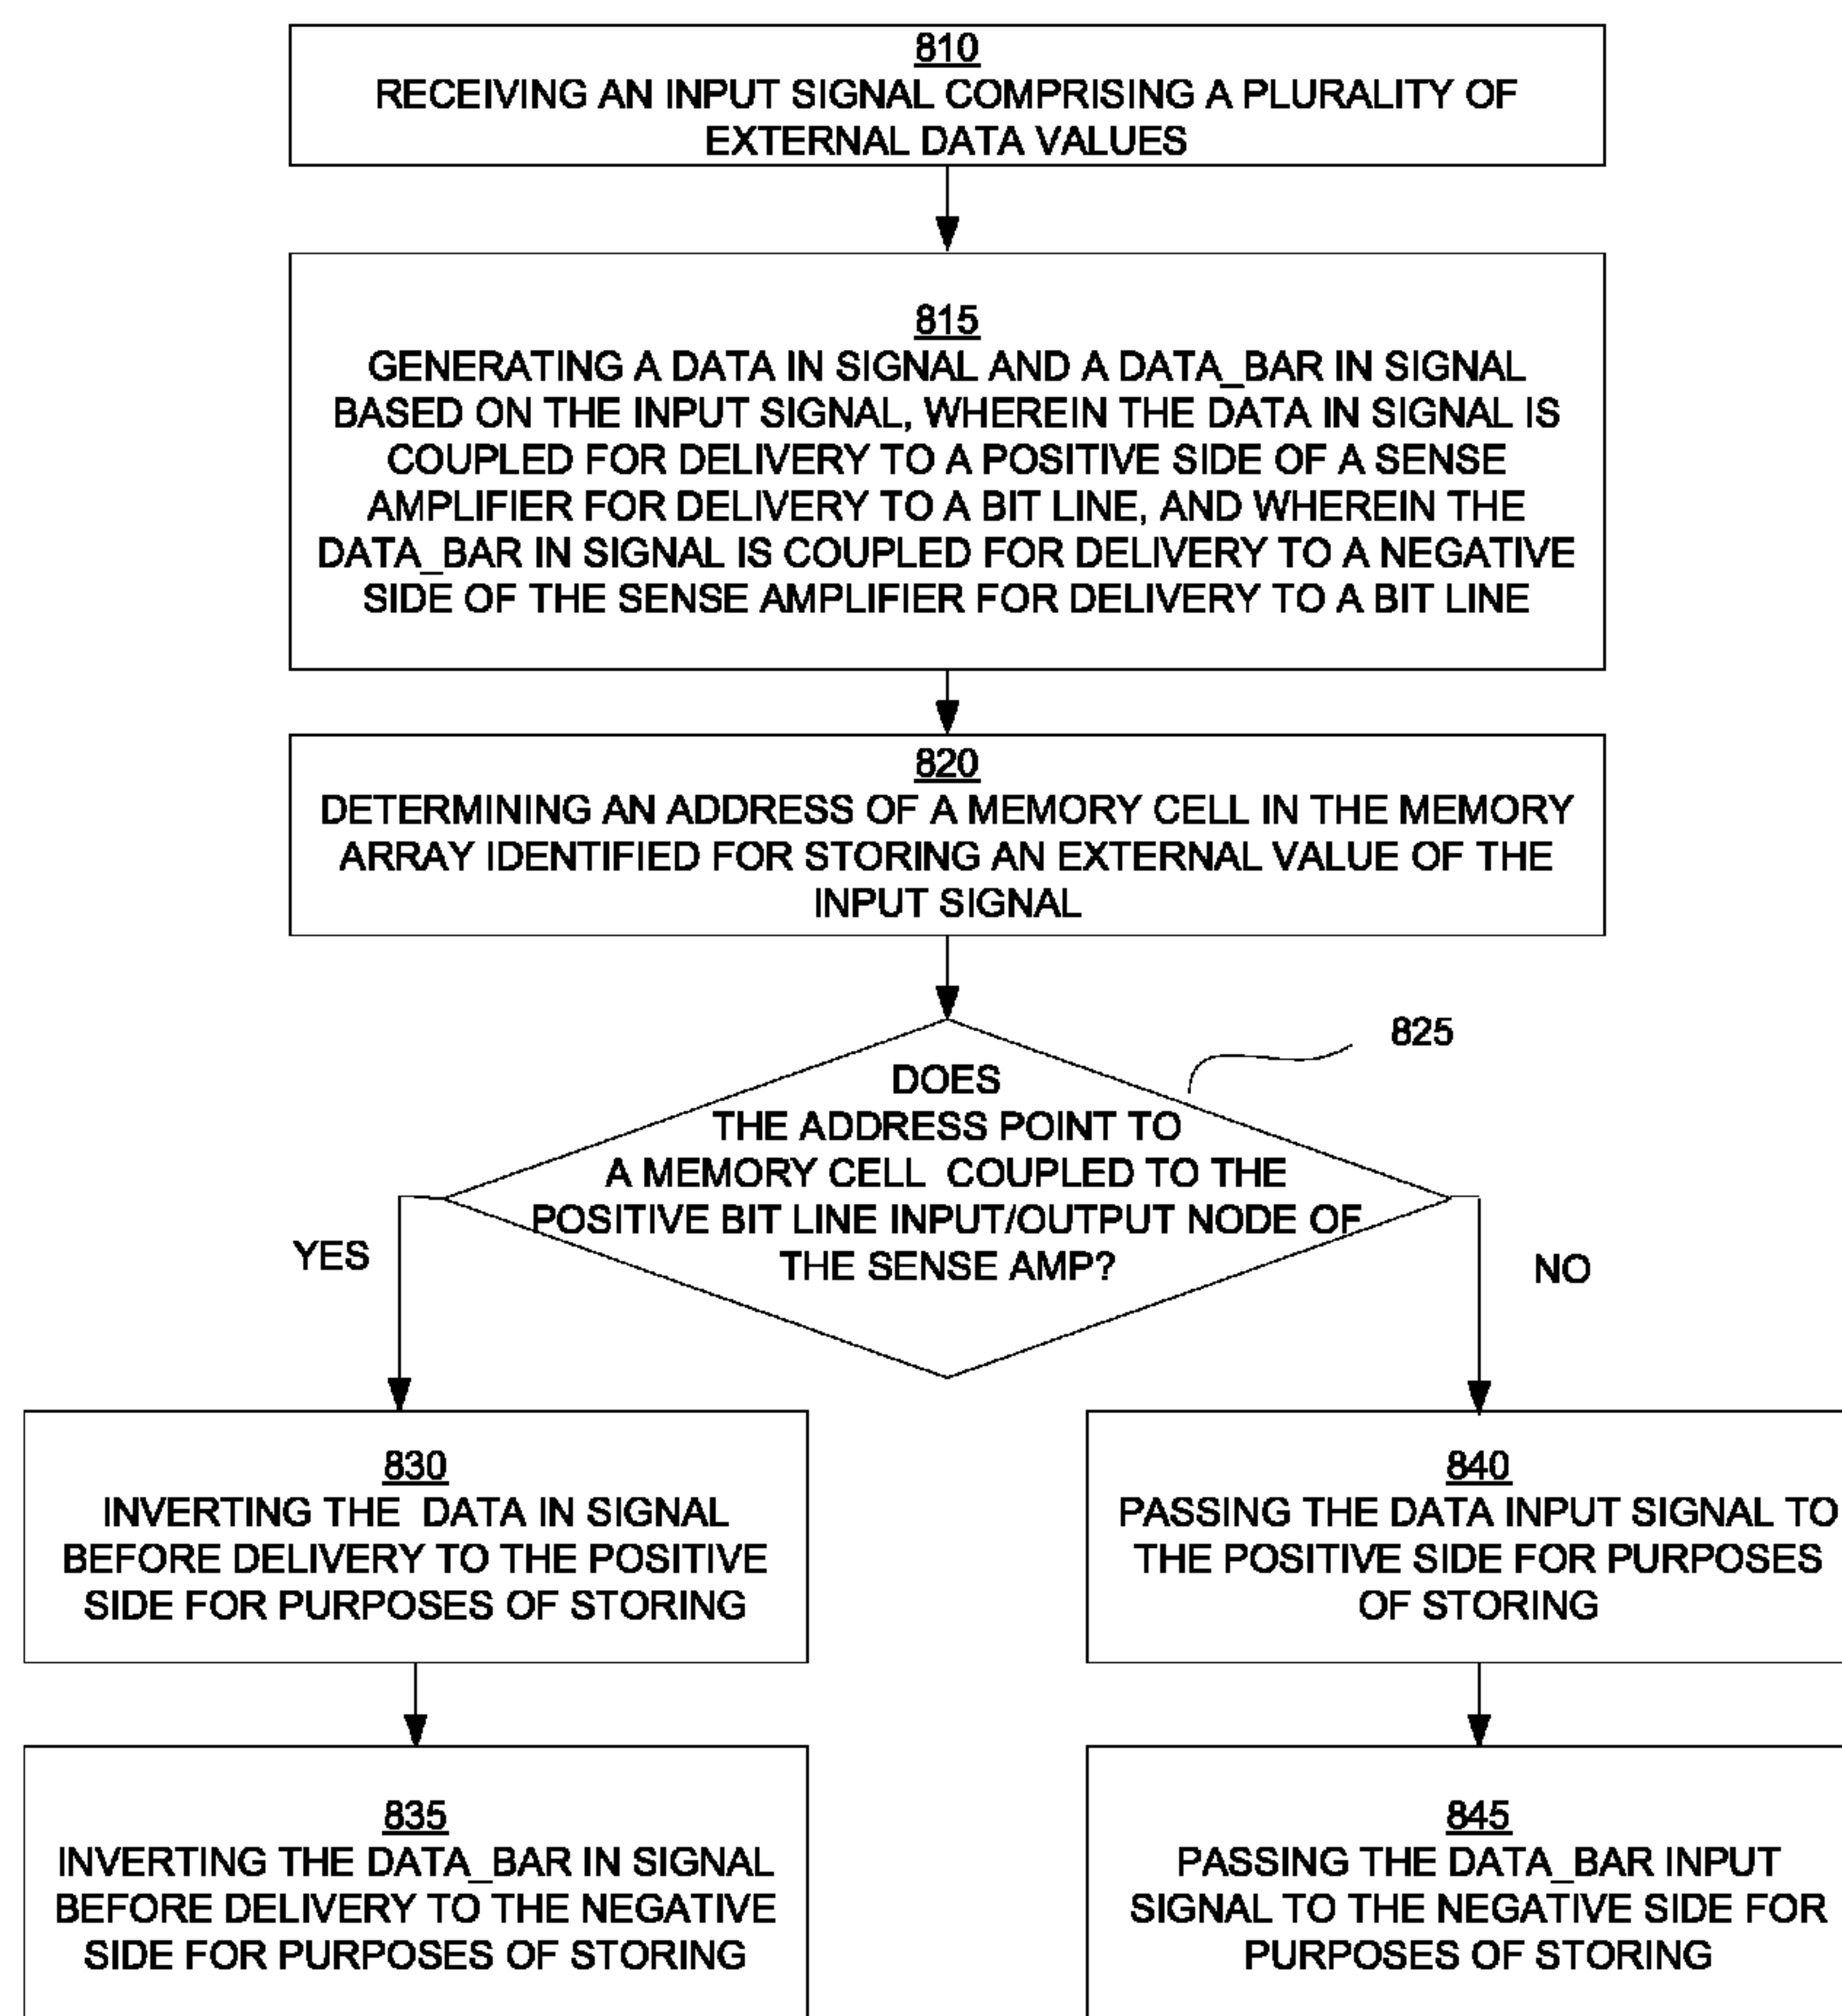 810
RECEIVING AN INPUT SIGNAL COMPRISING A PLURALITY OF
EXTERNAL DATA VALUES
815
GENERATING A DATA IN SIGNAL AND A DATA_BAR IN SIGNAL
BASED ON THE INPUT SIGNAL, WHEREIN THE DATA IN SIGNAL IS
COUPLED FOR DELIVERY TO A POSITIVE SIDE OF A SENSE
AMPLIFIER FOR DELIVERY TO A BIT LINE, AND WHEREIN THE
DATA_BAR IN SIGNAL IS COUPLED FOR DELIVERY TO A NEGATIVE
SIDE OF THE SENSE AMPLIFIER FOR DELIVERY TO A BIT LINE
820
DETERMINING AN ADDRESS OF A MEMORY CELL IN THE MEMORY
ARRAY IDENTIFIED FOR STORING AN EXTERNAL VALUE OF THE
INPUT SIGNAL
825
DOES
THE ADDRESS POINT TO
A MEMORY CELL COUPLED TO THE
POSITIVE BIT LINE INPUT/OUTPUT NODE OF
THE SENSE AMP?
YES
NO
830
INVERTING THE DATA IN SIGNAL
BEFORE DELIVERY TO THE POSITIVE
SIDE FOR PURPOSES OF STORING
840
PASSING THE DATA INPUT SIGNAL TO
THE POSITIVE SIDE FOR PURPOSES
OF STORING
835
INVERTING THE DATA_BAR IN SIGNAL
BEFORE DELIVERY TO THE NEGATIVE
SIDE FOR PURPOSES OF STORING
845
PASSING THE DATA_BAR INPUT
SIGNAL TO THE NEGATIVE SIDE FOR
PURPOSES OF STORING